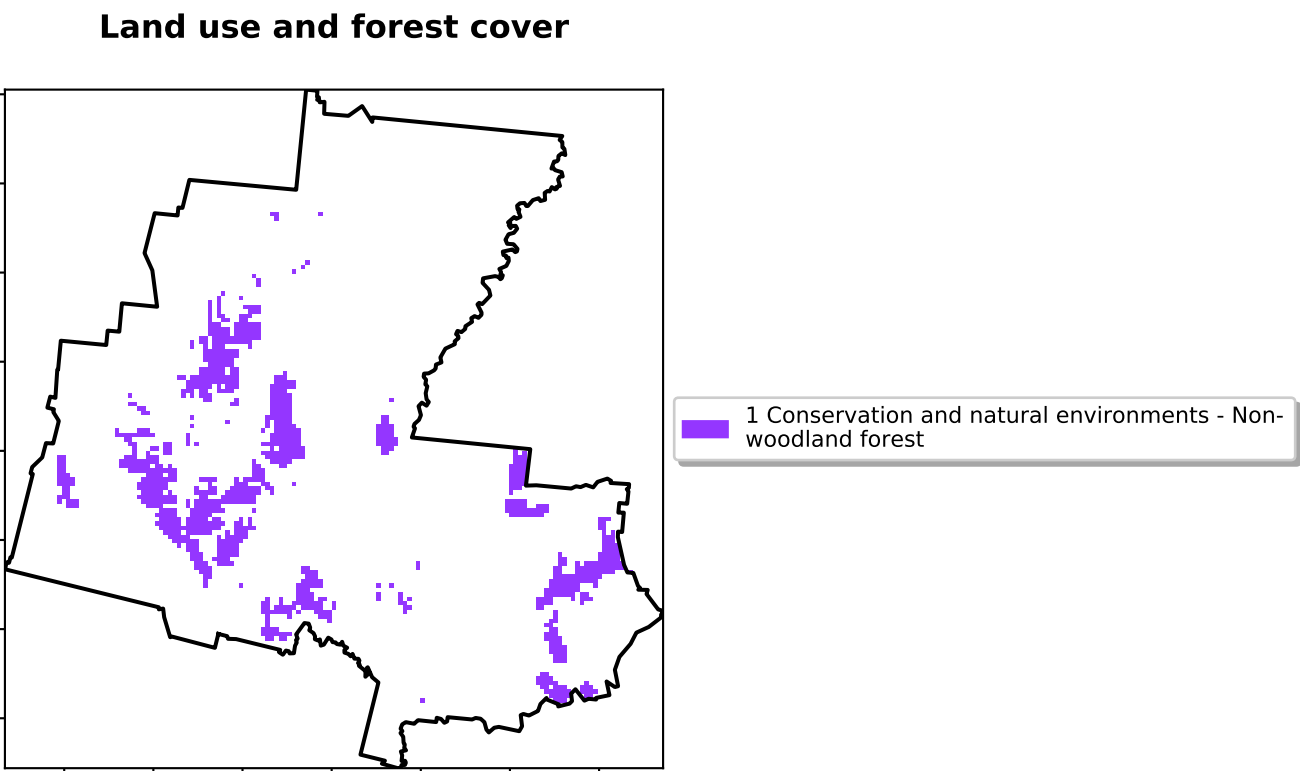 Land use and forest cover
1 Conservation and natural environments - Non-
woodland forest